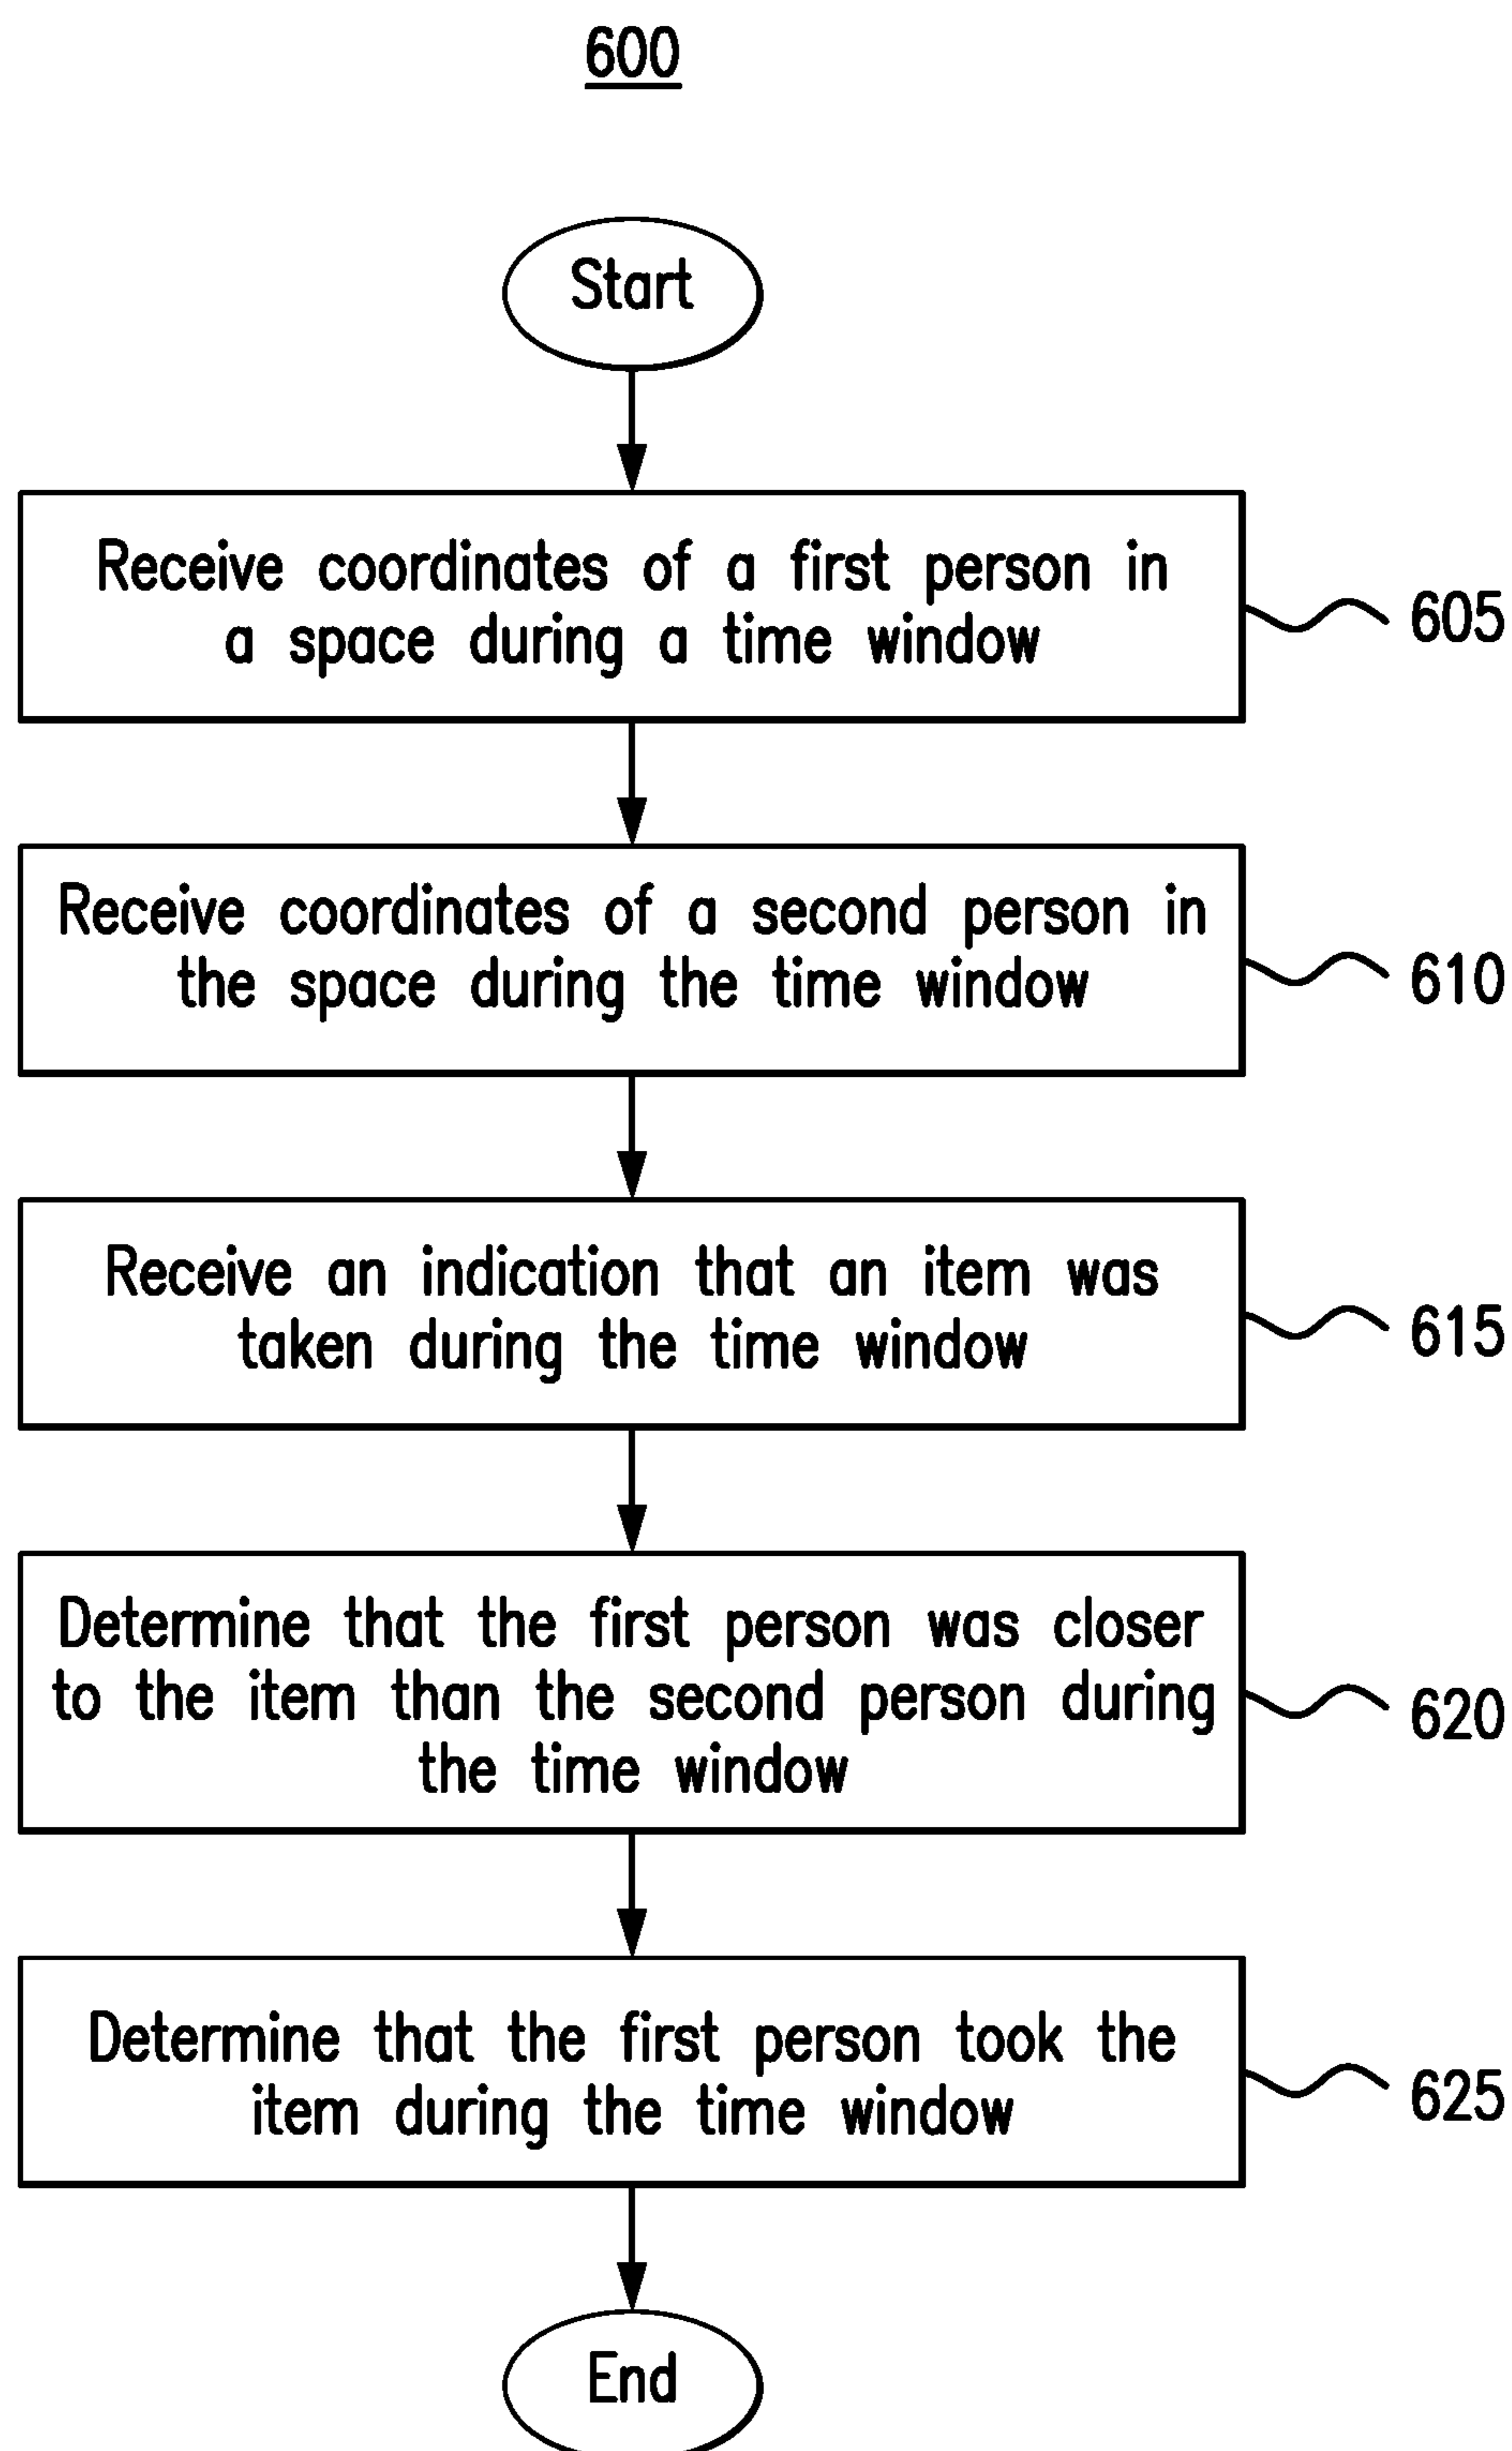 600
Start
Receive coordinates of a first person in
a space during a time window
605
Receive coordinates of a second person in
the space during the time window
610
Receive an indication that an item was
taken during the time window
615
Determine that the first person was closer
to the item than the second person during
the time window
620
Determine that the first person took the
item during the time window
625
End